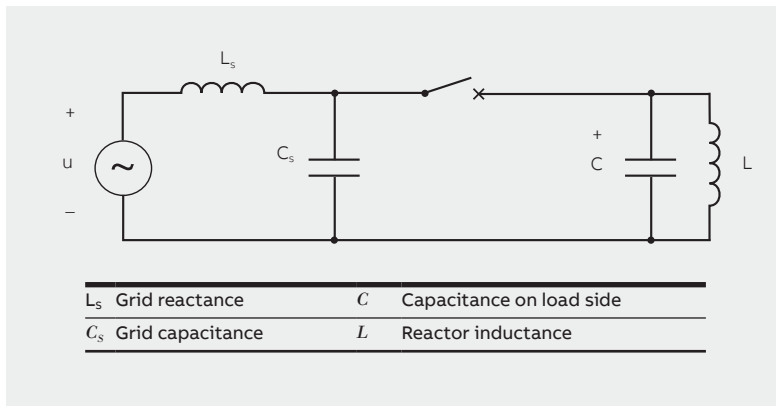 Lₛ
+
u
–
~
Cₛ
+
C
L
Lₛ Grid reactance C Capacitance on load side
Cₛ Grid capacitance L Reactor inductance